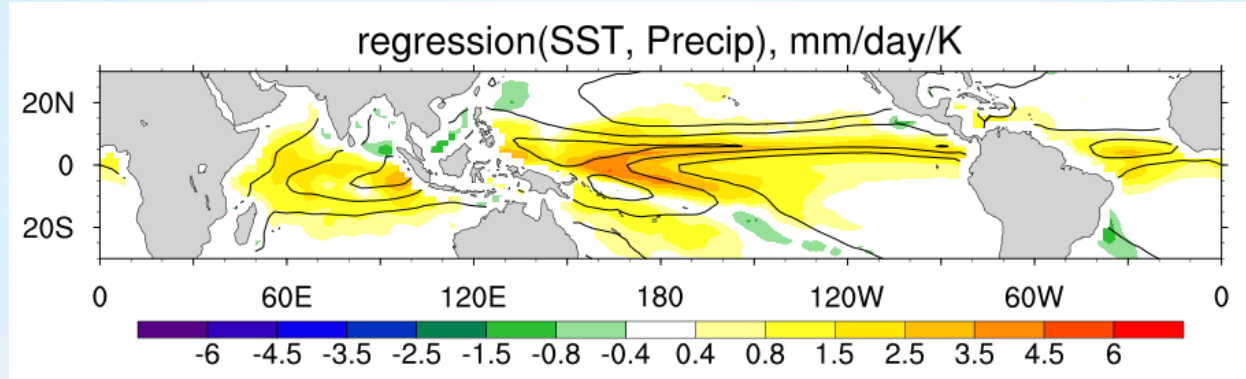 regression(SST, Precip), mm/day/K
20N
0
20S
0 60E 120E 180 120W 60W 0
-6 -4.5 -3.5 -2.5 -1.5 -0.8 -0.4 0.4 0.8 1.5 2.5 3.5 4.5 6